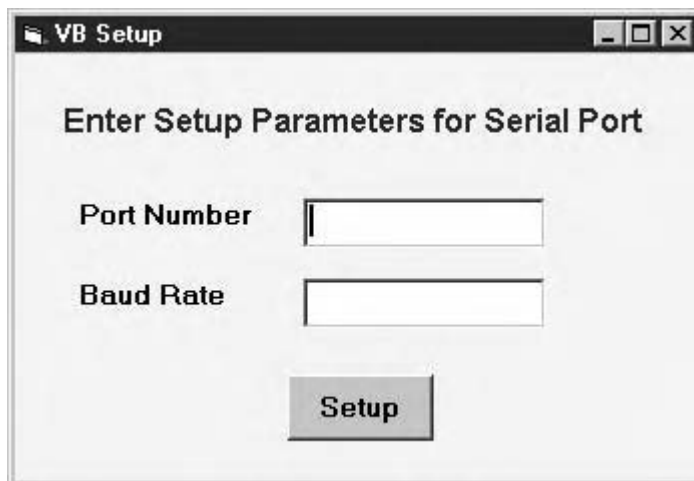 VB Setup
Enter Setup Parameters for Serial Port
Port Number
Baud Rate
Setup